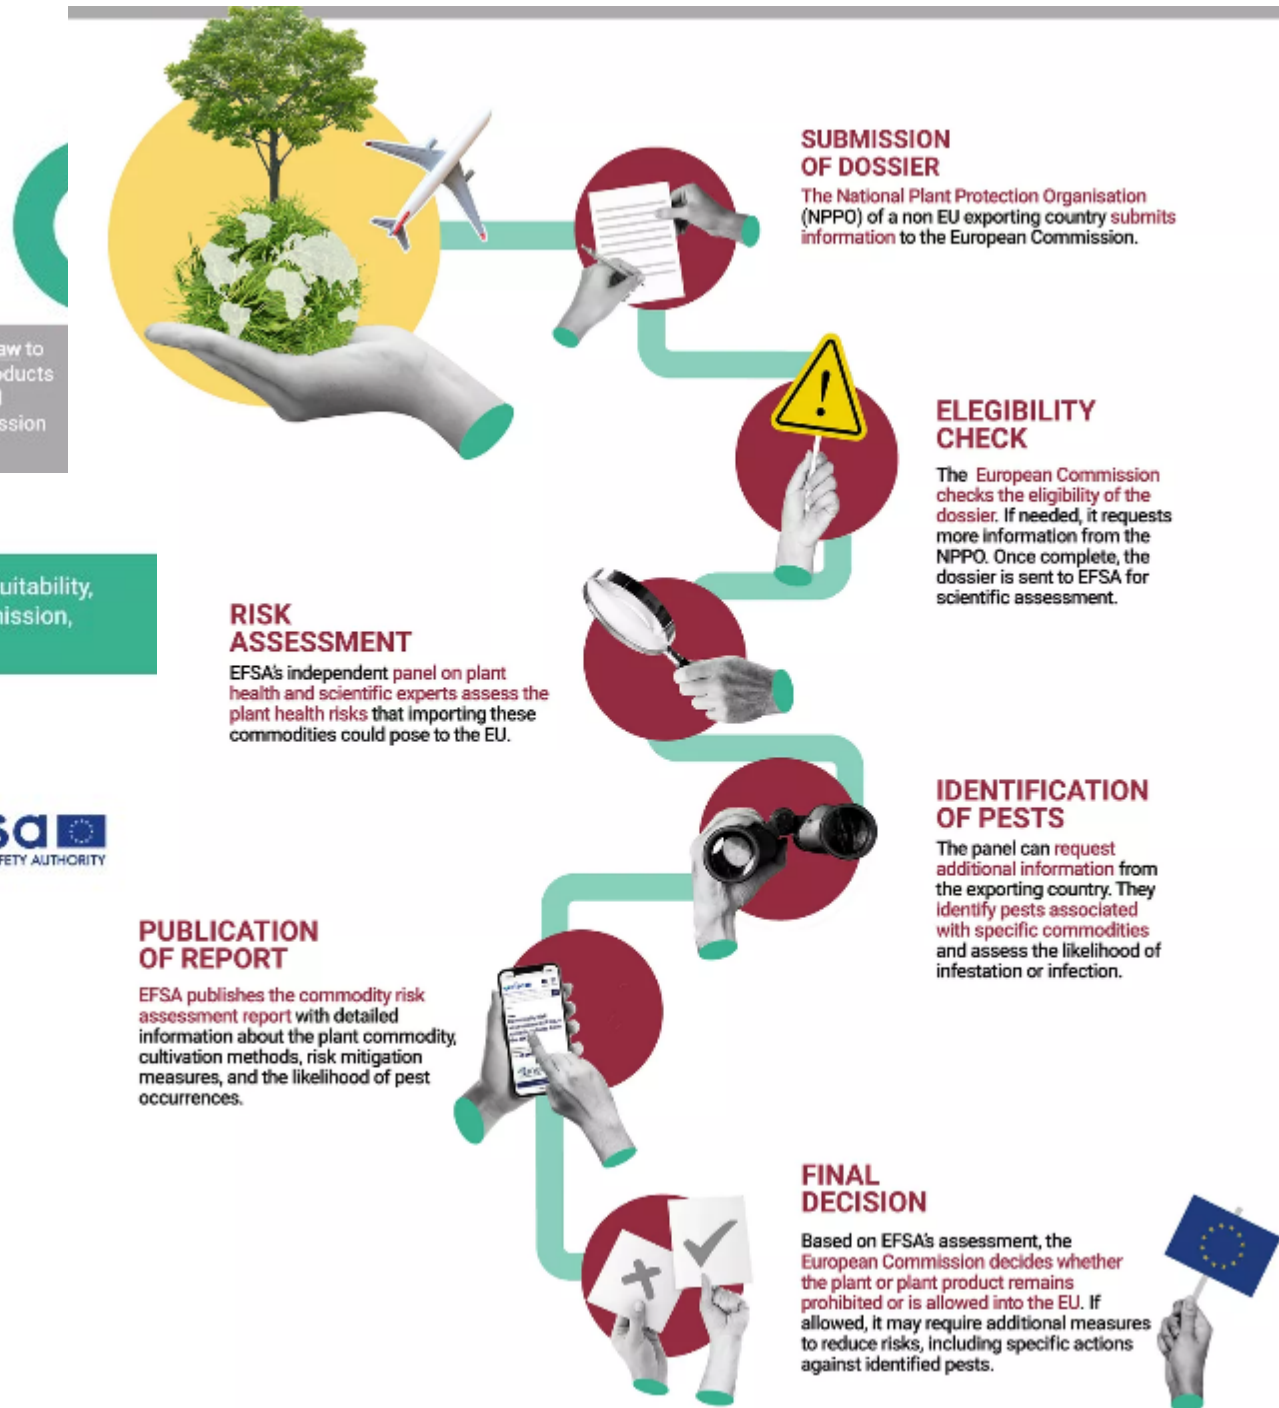 SUBMISSION
OF DOSSIER
The National Plant Protection Organisation
(NPPO) of a non EU exporting country submits
information to the European Commission.
aw to
oducts
ssion
ELEGIBILITY
CHECK
The European Commission
checks the eligibility of the
dossier. If needed, it requests
more information from the
NPPO. Once complete, the
dossier is sent to EFSA for
scientific assessment.
uitability,
nission,
RISK
ASSESSMENT
EFSA's independent panel on plant
health and scientific experts assess the
plant health risks that importing these
commodities could pose to the EU.
IDENTIFICATION
OF PESTS
The panel can request
additional information from
the exporting country. They
identify pests associated
with specific commodities
and assess the likelihood of
infestation or infection.
sa
FETY AUTHORITY
PUBLICATION
OF REPORT
EFSA publishes the commodity risk
assessment report with detailed
information about the plant commodity,
cultivation methods, risk mitigation
measures, and the likelihood of pest
occurrences.
FINAL
DECISION
Based on EFSA's assessment, the
European Commission decides whether
the plant or plant product remains
prohibited or is allowed into the EU. If
allowed, it may require additional measures
to reduce risks, including specific actions
against identified pests.